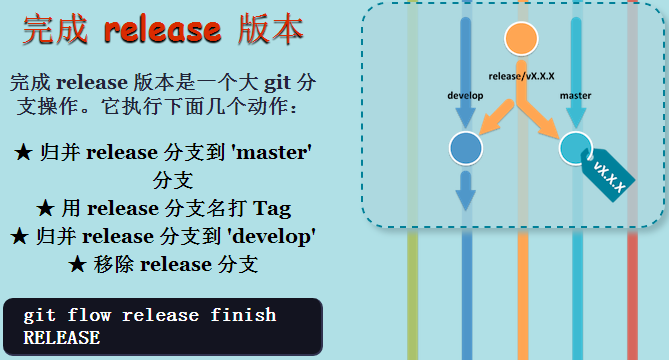 完成 release 版本
完成 release 版本是一个大 git 分
支操作。它执行下面几个动作：
★ 归并 release 分支到 'master'
分支
★ 用 release 分支名打 Tag
★ 归并 release 分支到 'develop'
★ 移除 release 分支
git flow release finish
RELEASE
release/vX.X.X
develop
master
vX.X.X